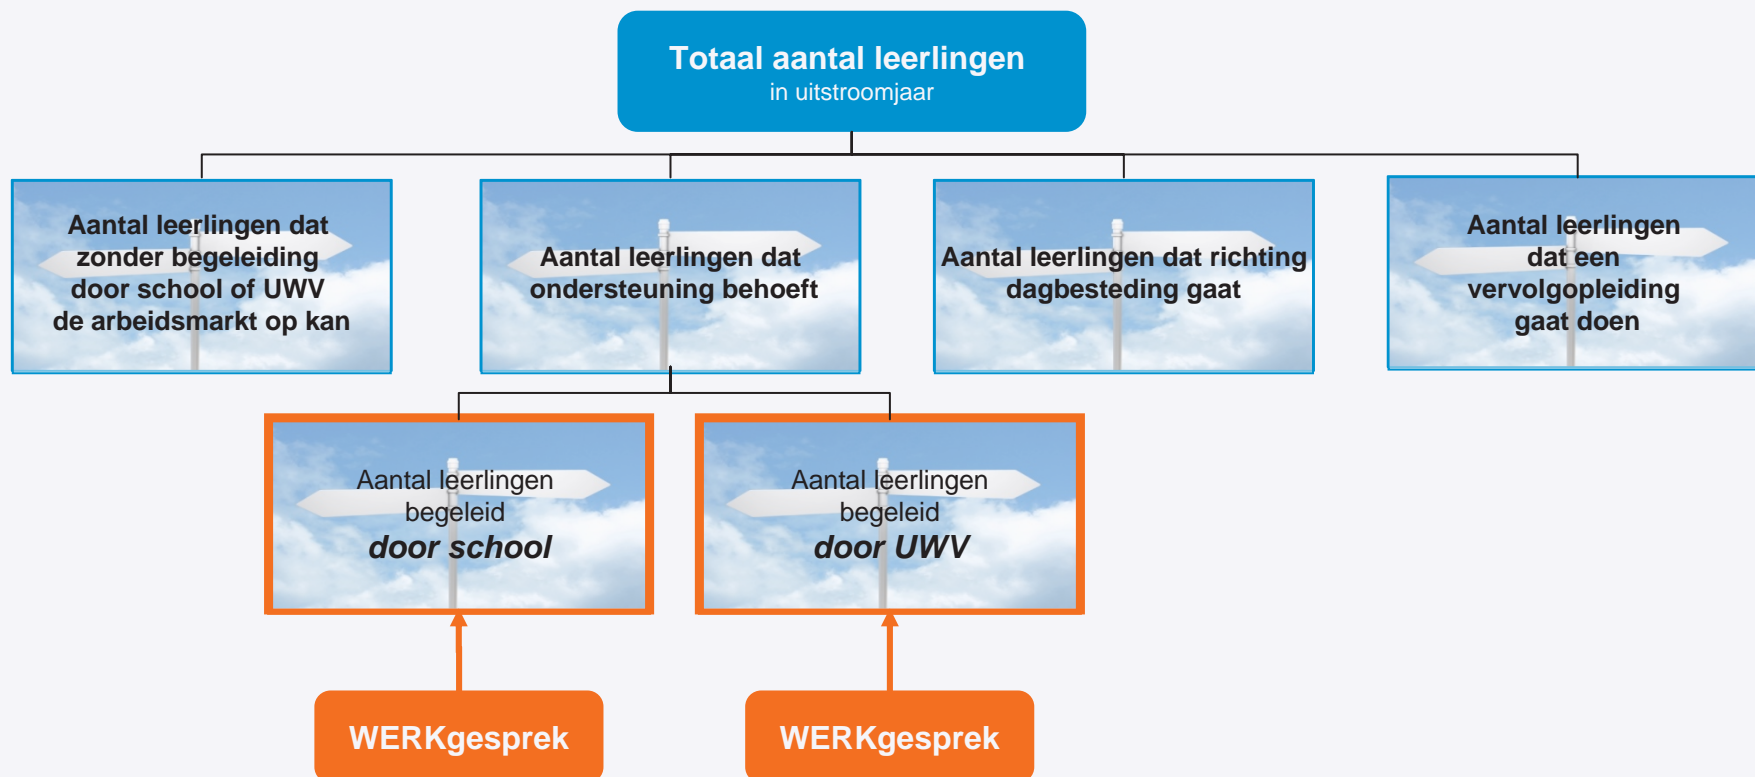 Totaal aantal leerlingen
in uitstroomjaar
Aantal leerlingen dat
zonder begeleiding
door school of UWV
de arbeidsmarkt op kan
Aantal leerlingen dat
ondersteuning behoeft
Aantal leerlingen dat richting
dagbesteding gaat
Aantal leerlingen
dat een
vervolgopleiding
gaat doen
Aantal leerlingen
begeleid
door school
Aantal leerlingen
begeleid
door UWV
WERKgesprek
WERKgesprek